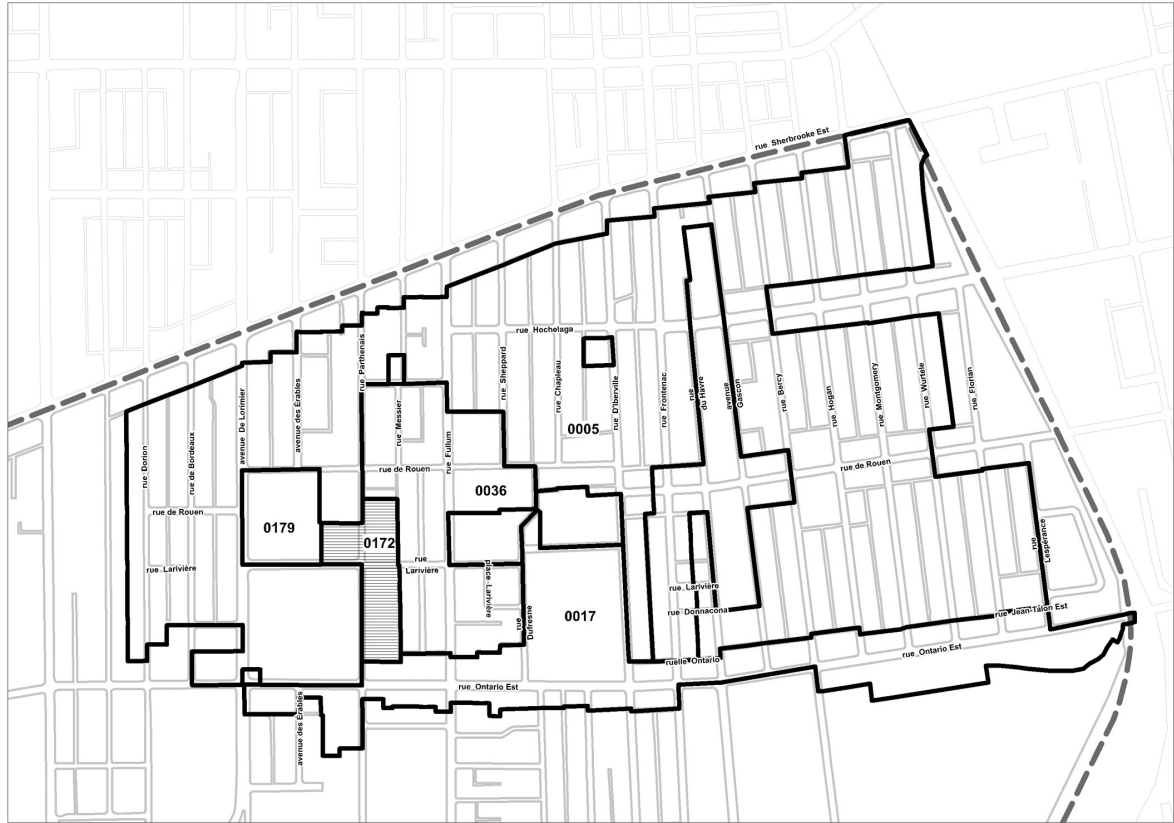 rue Sherbrooke Est
rue Hochelaga
rue Parthenais
rue Sheppard
rue Chapleau
rue D'Iberville
rue Frontenac
rue
du Havre
avenue
Gascon
rue Bercy
rue Hogan
rue Montgomery
rue Wurtele
rue Florian
rue Dorion
rue de Bordeaux
avenue De Lorimier
avenue des Érables
rue Messier
rue Fullum
0005
rue de Rouen
rue de Rouen
0036
rue de Rouen
0179
0172
rue Larivière
rue
Larivière
place Larivière
rue
Dufresne
0017
rue Larivière
rue Donnacona
rue
Lespérance
rue Jean-Talon Est
ruelle Ontario
rue Ontario Est
rue Ontario Est
avenue des Érables